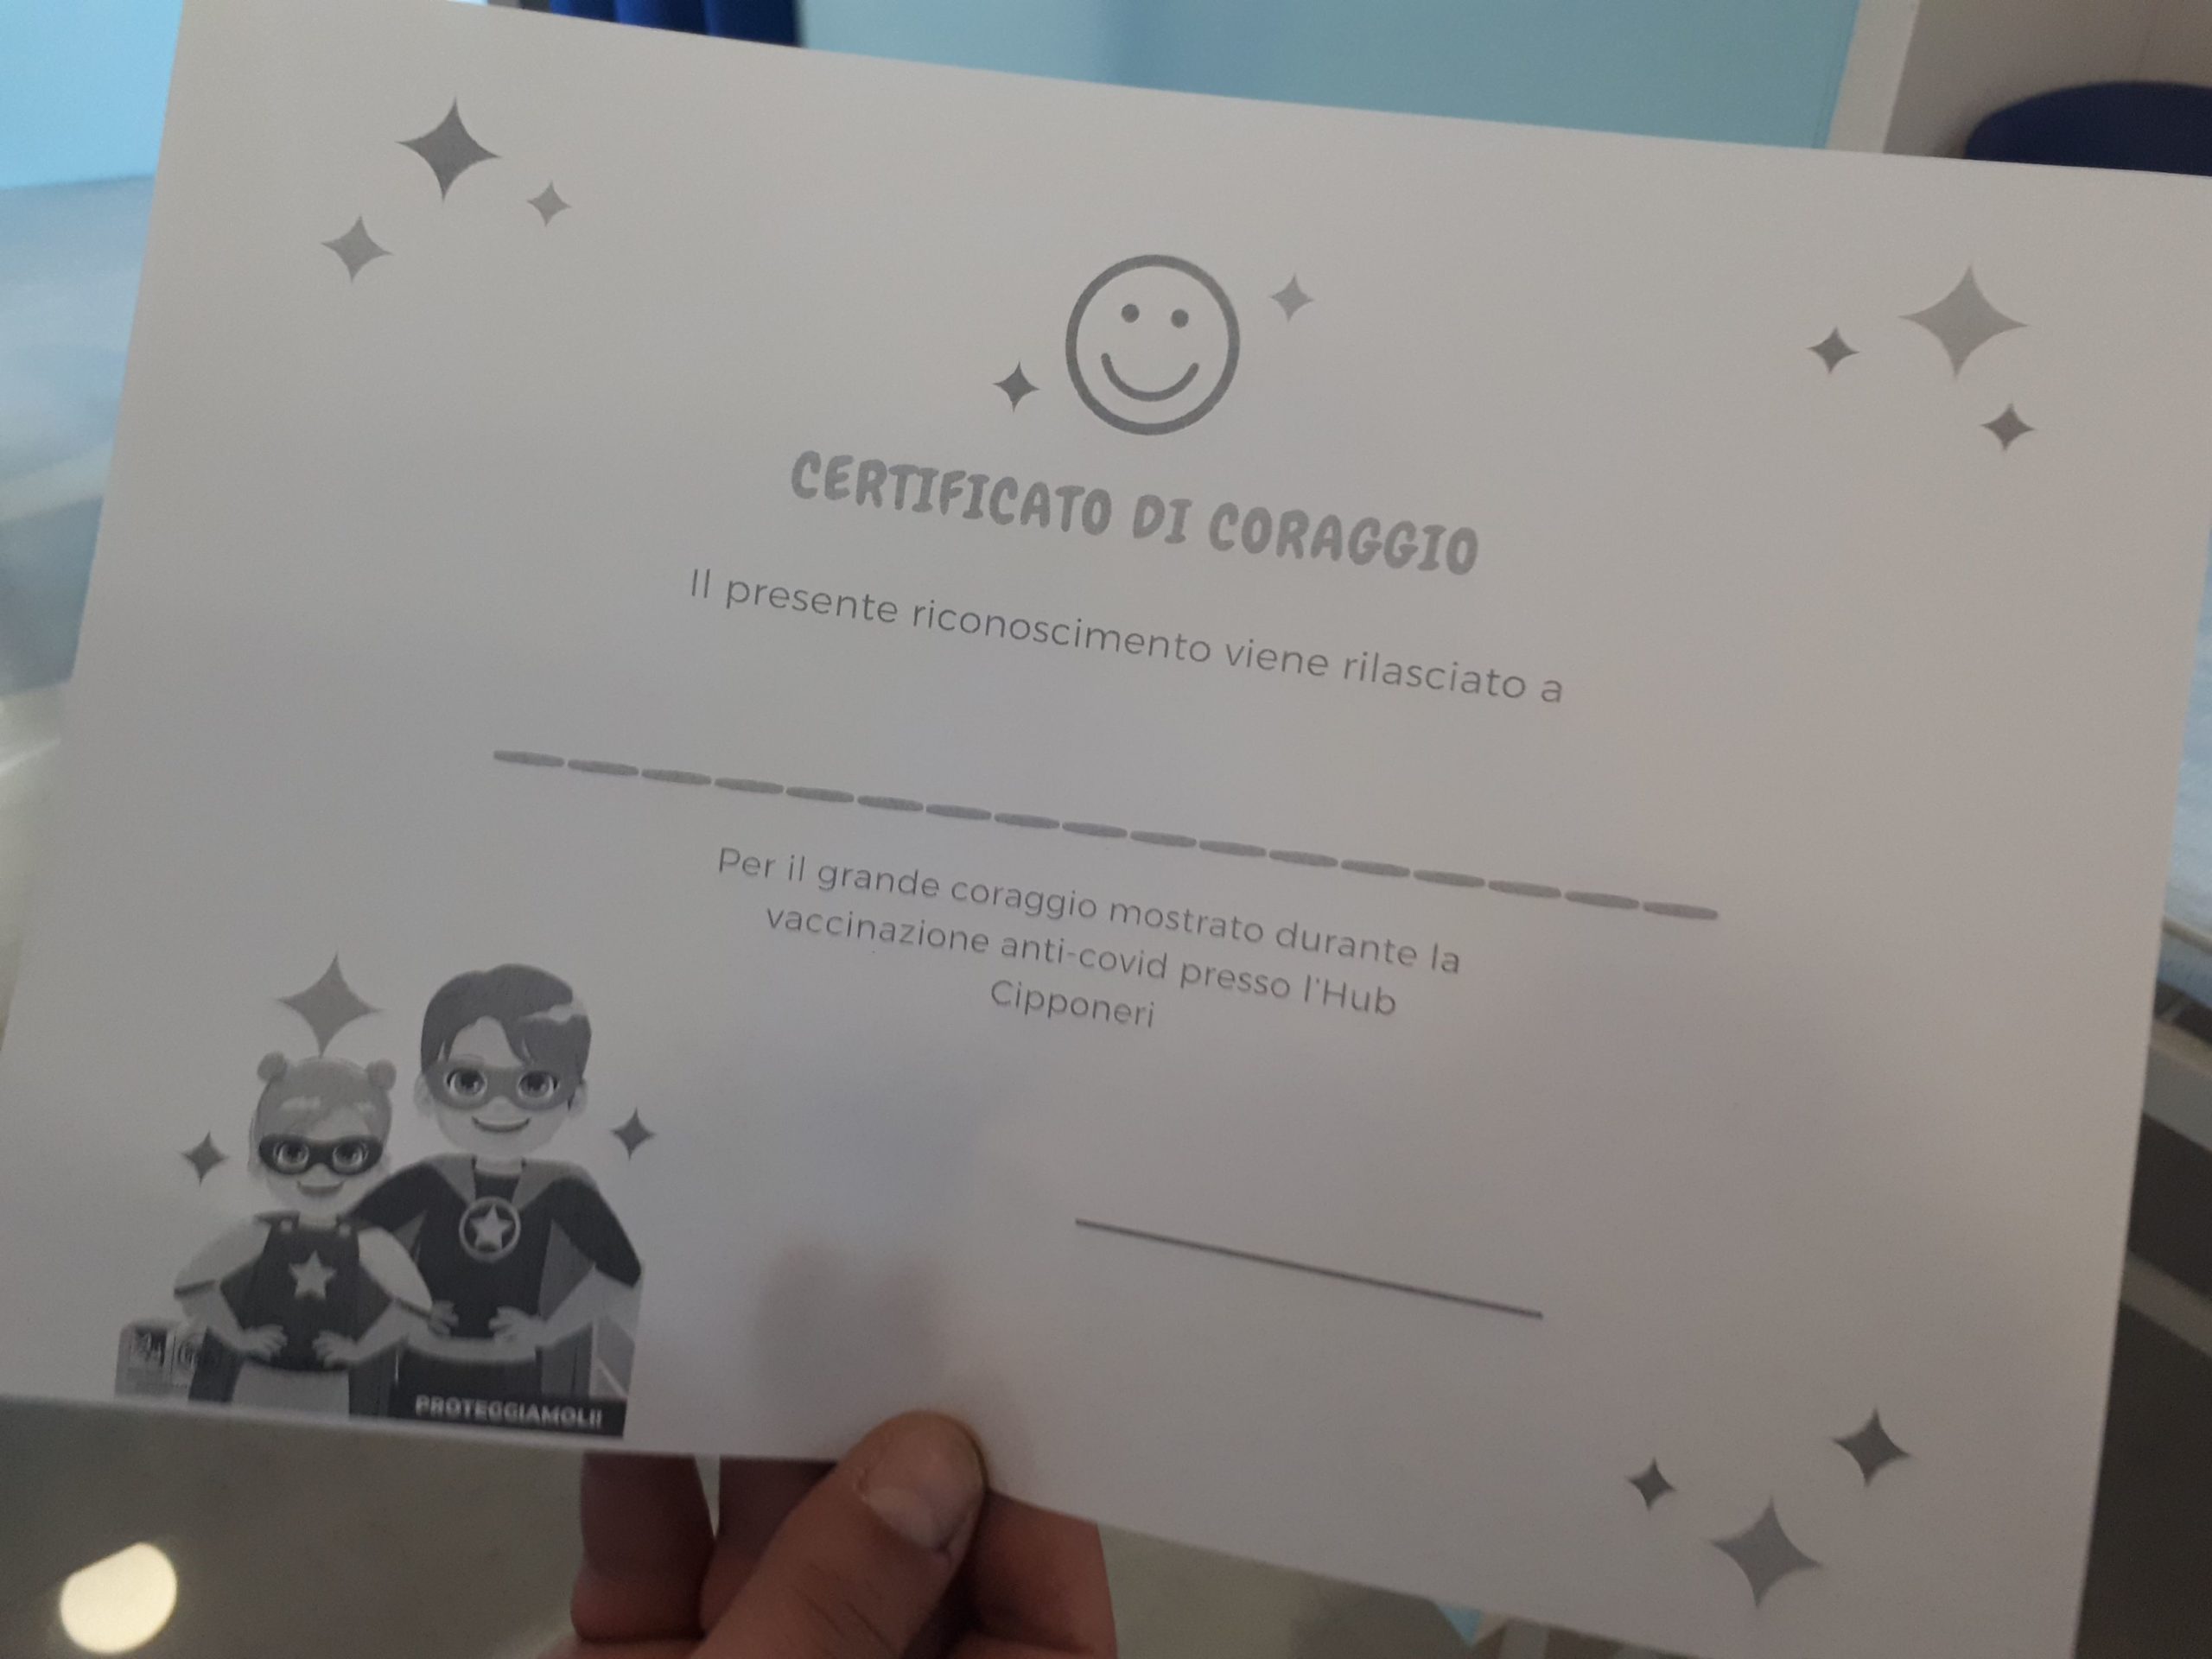 CERTIFICATO DI CORAGGIO
Il presente riconoscimento viene rilasciato a
Per il grande coraggio mostrato durante la
vaccinazione anti-covid presso l'Hub
Cipponeri
PROTEGGIAMOLI!